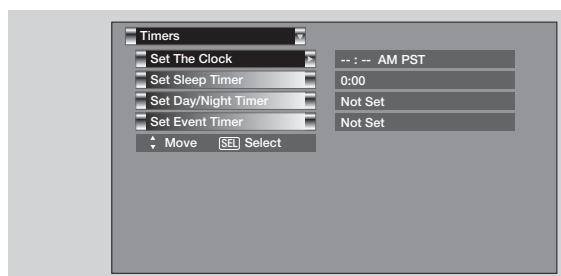 Timers
Set The Clock -- : -- AM PST
Set Sleep Timer 0:00
Set Day/Night Timer Not Set
Set Event Timer Not Set
Move SEL Select